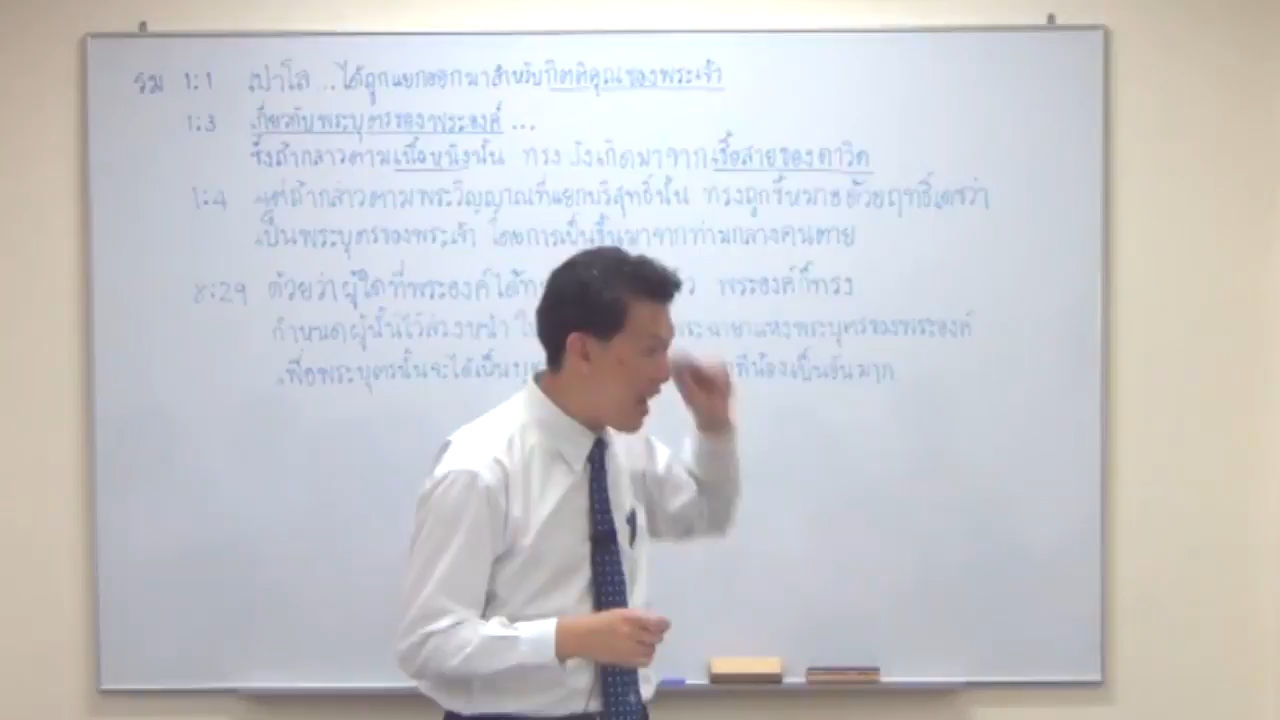 รม 1:1 เปาโล ...ได้ถูกแยกออกมาสำหรับกิตติคุณของพระเจ้า
1:3 เกี่ยวกับพระบุตรของพระองค์ ...
ซึ่งถ้ากล่าวตามเนื้อหนังนั้น ทรงบังเกิดมาจากเชื้อสายของดาวิด
1:4 แต่ถ้ากล่าวตามพระวิญญาณที่แยกบริสุทธิ์นั้น ทรงถูกชี้หมายด้วยฤทธิ์เดชว่า
เป็นพระบุตรของพระเจ้า โดยการเป็นขึ้นมาจากท่ามกลางคนตาย
8:29 ด้วยว่าผู้ใดที่พระองค์ได้ พระองค์ก็ทรง
กำหนดผู้นั้นไว้ล่วงหน้า พระฉายาแห่งพระบุตรของพระองค์
เพื่อพระบุตรนั้นจะได้เป็น พี่น้องเป็นอันมาก